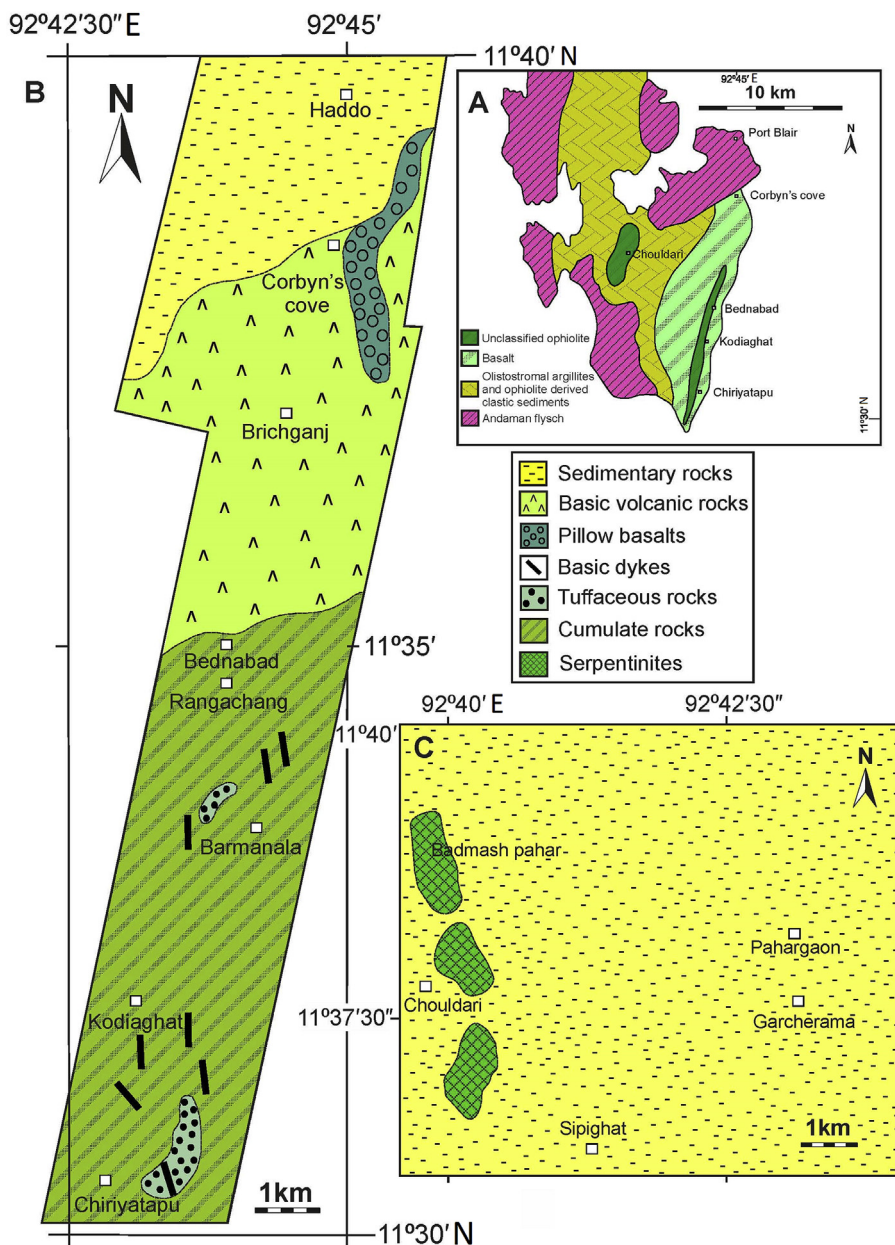 92º42′30″ E
92º45′
11º40′ N
B
N
Haddo
Corbyn's
cove
Brichganj
11º35′
Bednabad
Rangachang
Barmanala
Kodiaghat
Chiriyatapu
1km
11º30′ N
A
92º45′ E
10 km
N
Port Blair
Corbyn's cove
Chouldari
Bednabad
Kodiaghat
Chiriyatapu
11º30′ N
Unclassified ophiolite
Basalt
Olistostromal argillites
and ophiolite derived
clastic sediments
Andaman flysch
Sedimentary rocks
Basic volcanic rocks
Pillow basalts
Basic dykes
Tuffaceous rocks
Cumulate rocks
Serpentinites
92º40′ E
92º42′30″
11º40′
C
N
Badmash pahar
Pahargaon
Chouldari
Garcherama
11º37′30″
Sipighat
1km